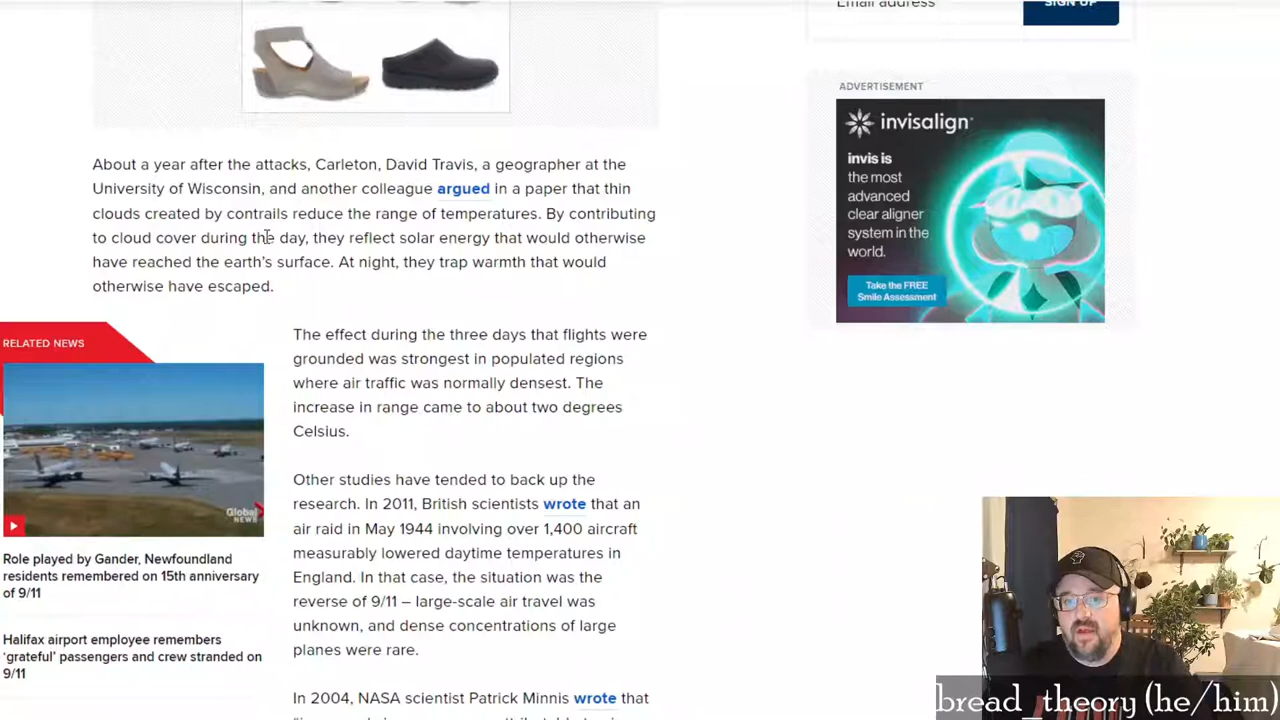 Email address
SIGN UP
ADVERTISEMENT
invisalign
invis is
the most
advanced
clear aligner
system in the
world.
Take the FREE
Smile Assessment
About a year after the attacks, Carleton, David Travis, a geographer at the
University of Wisconsin, and another colleague argued in a paper that thin
clouds created by contrails reduce the range of temperatures. By contributing
to cloud cover during the day, they reflect solar energy that would otherwise
have reached the earth's surface. At night, they trap warmth that would
otherwise have escaped.
RELATED NEWS
Global
NEWS
Role played by Gander, Newfoundland
residents remembered on 15th anniversary
of 9/11
Halifax airport employee remembers
‘grateful’ passengers and crew stranded on
9/11
The effect during the three days that flights were
grounded was strongest in populated regions
where air traffic was normally densest. The
increase in range came to about two degrees
Celsius.
Other studies have tended to back up the
research. In 2011, British scientists wrote that an
air raid in May 1944 involving over 1,400 aircraft
measurably lowered daytime temperatures in
England. In that case, the situation was the
reverse of 9/11 – large-scale air travel was
unknown, and dense concentrations of large
planes were rare.
In 2004, NASA scientist Patrick Minnis wrote that
bread_theory (he/him)